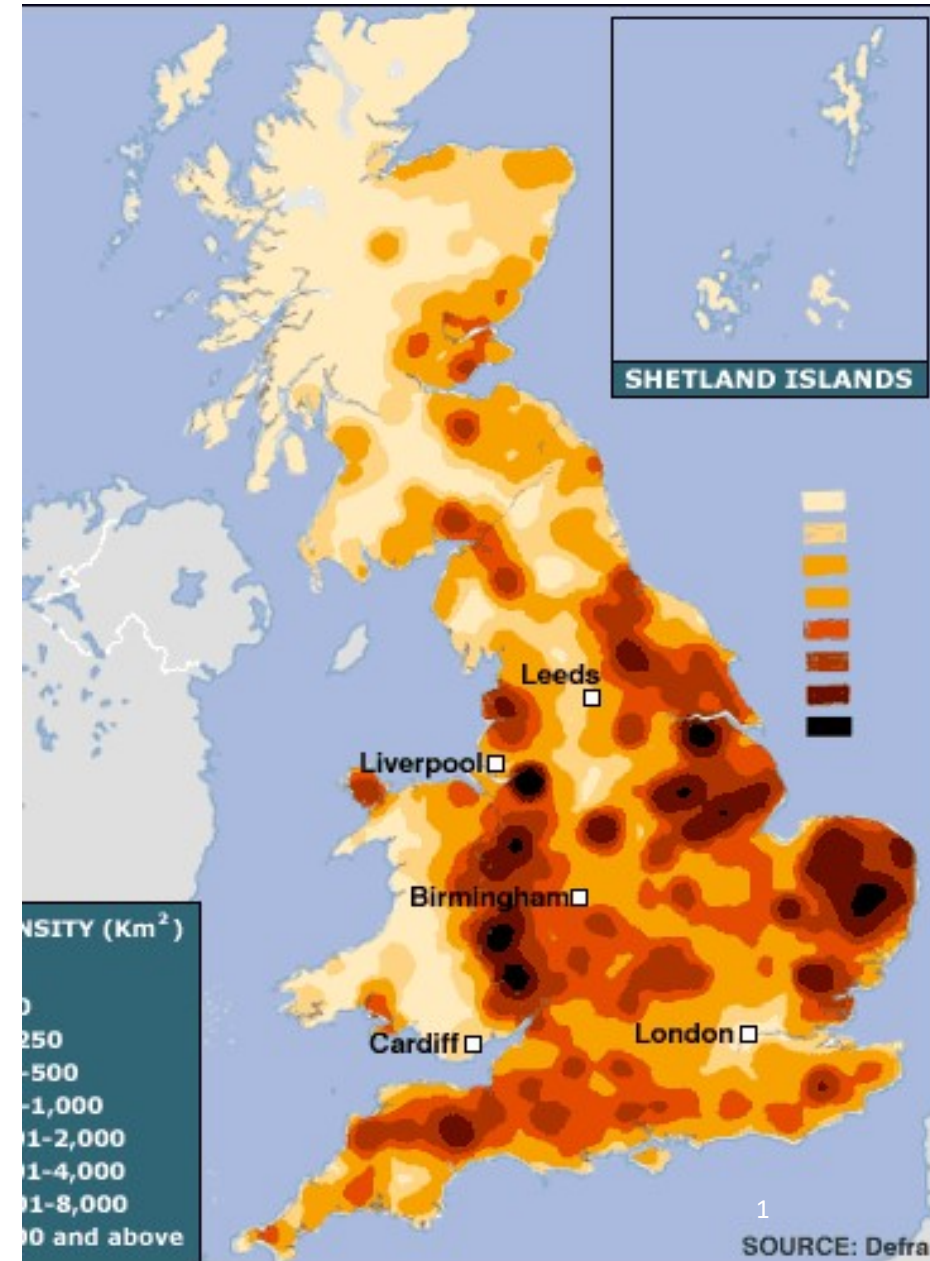 SHETLAND ISLANDS
Leeds
Liverpool
Birmingham
NSITY (Km²)
0
250
-500
-1,000
01-2,000
01-4,000
01-8,000
00 and above
Cardiff
London
1
SOURCE: Defra